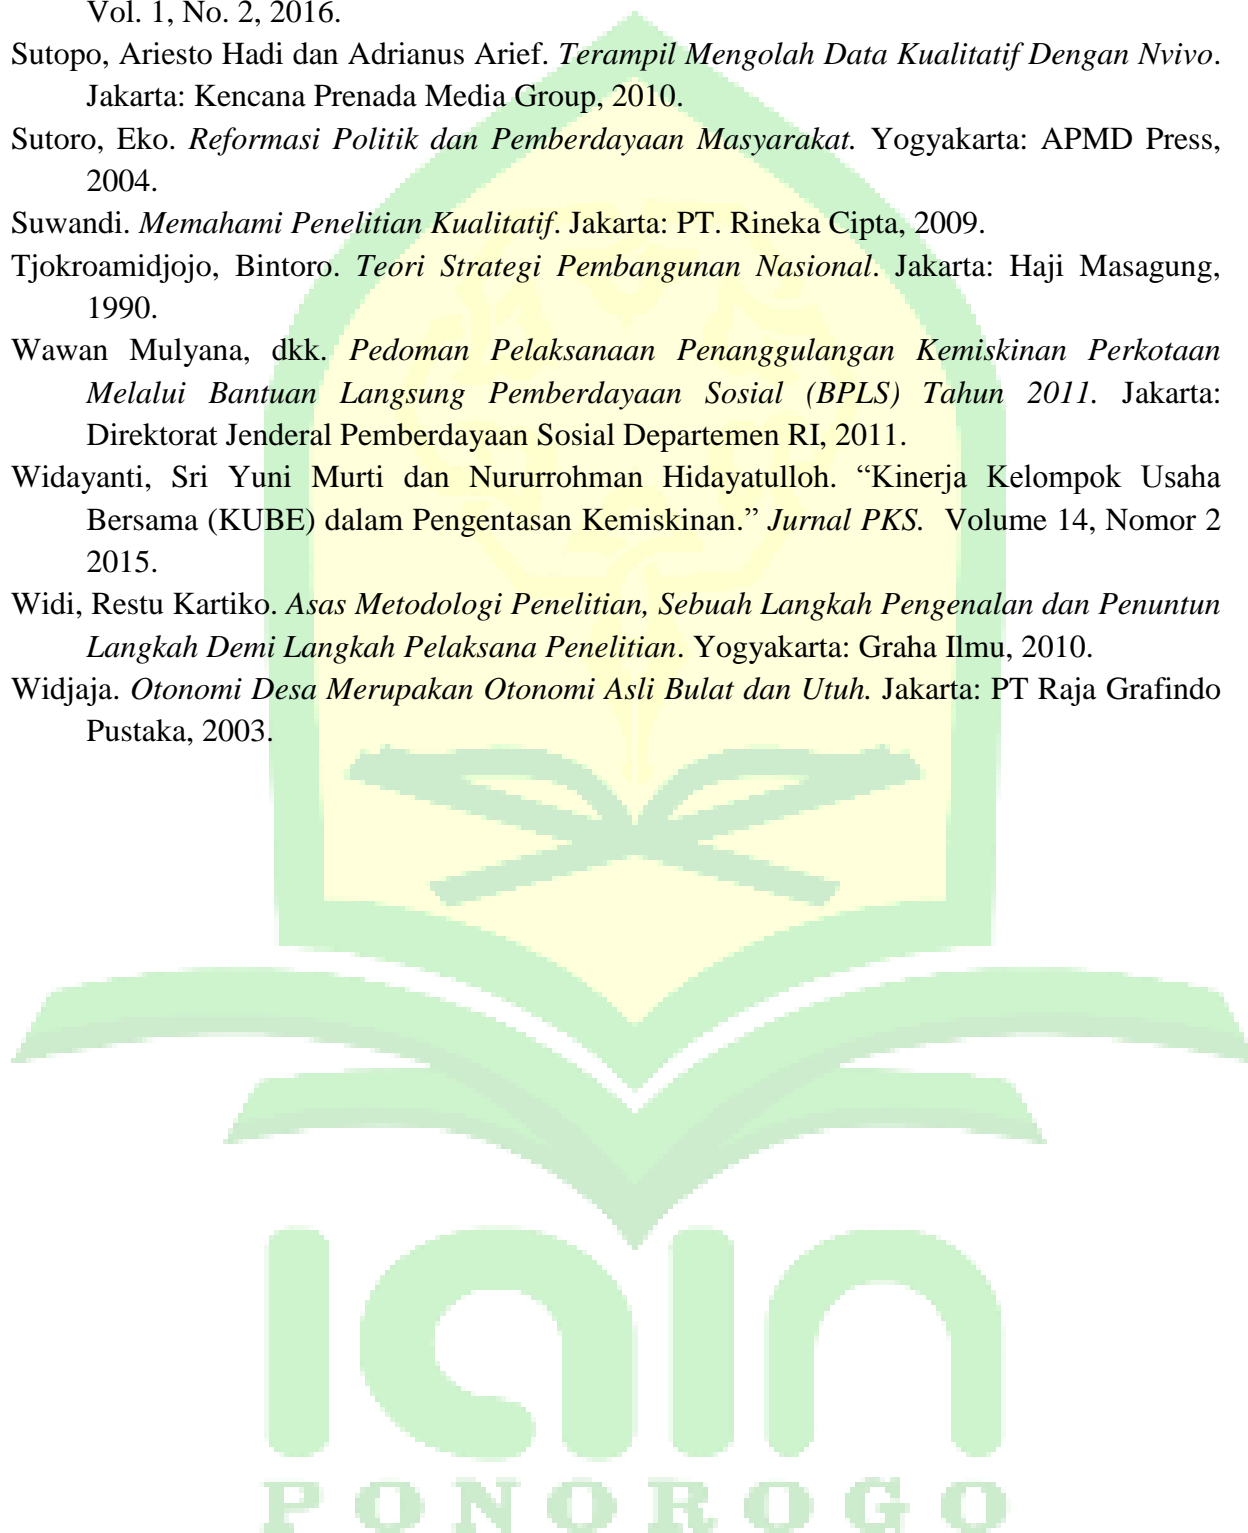 Vol. 1, No. 2, 2016.
Sutopo, Ariesto Hadi dan Adrianus Arief. Terampil Mengolah Data Kualitatif Dengan Nvivo.
Jakarta: Kencana Prenada Media Group, 2010.
Sutoro, Eko. Reformasi Politik dan Pemberdayaan Masyarakat. Yogyakarta: APMD Press,
2004.
Suwandi. Memahami Penelitian Kualitatif. Jakarta: PT. Rineka Cipta, 2009.
Tjokroamidjojo, Bintoro. Teori Strategi Pembangunan Nasional. Jakarta: Haji Masagung,
1990.
Wawan Mulyana, dkk. Pedoman Pelaksanaan Penanggulangan Kemiskinan Perkotaan
Melalui Bantuan Langsung Pemberdayaan Sosial (BPLS) Tahun 2011. Jakarta:
Direktorat Jenderal Pemberdayaan Sosial Departemen RI, 2011.
Widayanti, Sri Yuni Murti dan Nururrohman Hidayatulloh. “Kinerja Kelompok Usaha
Bersama (KUBE) dalam Pengentasan Kemiskinan.” Jurnal PKS. Volume 14, Nomor 2
2015.
Widi, Restu Kartiko. Asas Metodologi Penelitian, Sebuah Langkah Pengenalan dan Penuntun
Langkah Demi Langkah Pelaksana Penelitian. Yogyakarta: Graha Ilmu, 2010.
Widjaja. Otonomi Desa Merupakan Otonomi Asli Bulat dan Utuh. Jakarta: PT Raja Grafindo
Pustaka, 2003.
IAIN
PONOROGO